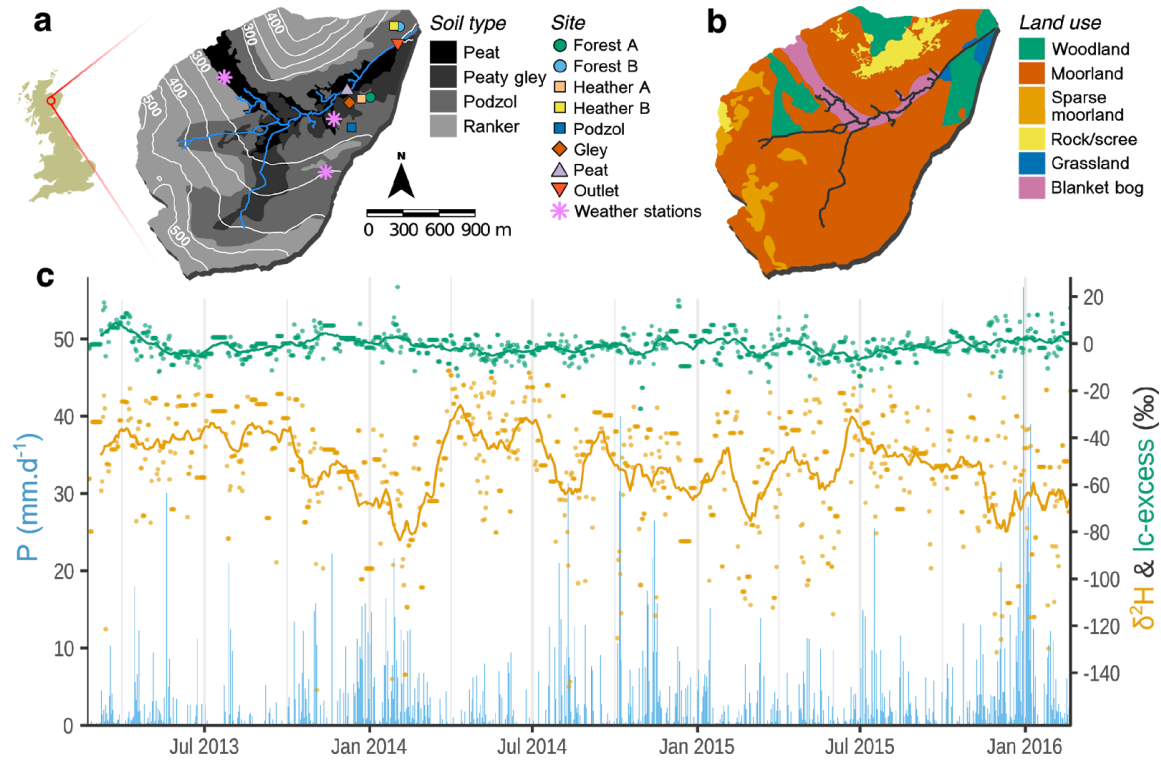 a
Soil type
Peat
Peaty gley
Podzol
Ranker
Site
Forest A
Forest B
Heather A
Heather B
Podzol
Gley
Peat
Outlet
Weather stations
400
400
300
300
400
500
500
500
N
0 300 600 900 m
b
Land use
Woodland
Moorland
Sparse
moorland
Rock/scree
Grassland
Blanket bog
c
P (mm.d⁻¹)
50
40
30
20
10
0
20
0
-20
-40
-60
-80
-100
-120
-140
δ²H & lc-excess (‰)
Jul 2013
Jan 2014
Jul 2014
Jan 2015
Jul 2015
Jan 2016